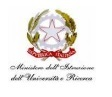 Ministero dell'Istruzione
dell'Università e Ricerca